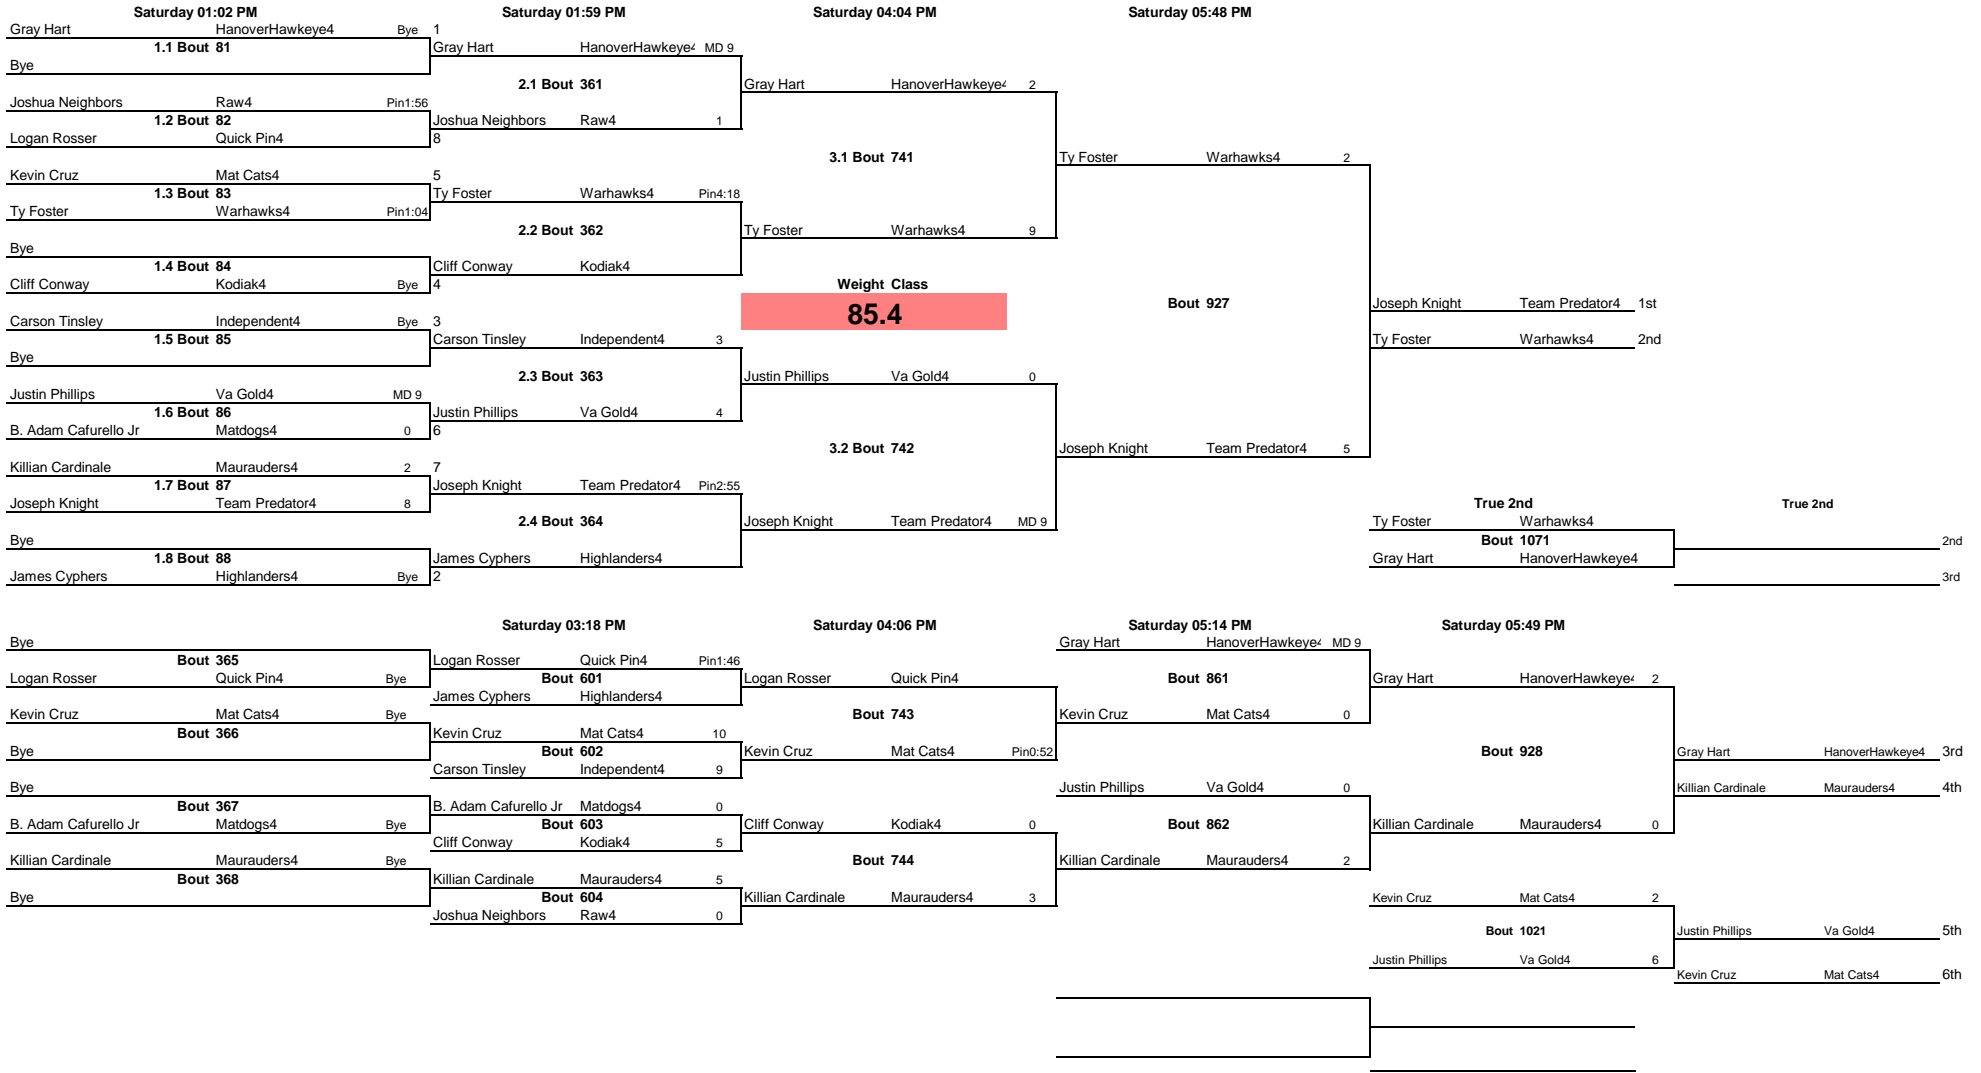 Saturday 01:02 PM Saturday 01:59 PM Saturday 04:04 PM Saturday 05:48 PM
Gray Hart HanoverHawkeye4 Bye 1
1.1 Bout 81 Gray Hart HanoverHawkeye4 MD 9
Bye
2.1 Bout 361 Gray Hart HanoverHawkeye4 2
Joshua Neighbors Raw4 Pin1:56
1.2 Bout 82 Joshua Neighbors Raw4 1
Logan Rosser Quick Pin4 8
3.1 Bout 741 Ty Foster Warhawks4 2
Kevin Cruz Mat Cats4 5
1.3 Bout 83 Ty Foster Warhawks4 Pin4:18
Ty Foster Warhawks4 Pin1:04
2.2 Bout 362 Ty Foster Warhawks4 9
Bye
1.4 Bout 84 Cliff Conway Kodiak4
Cliff Conway Kodiak4 Bye 4 Weight Class
85.4 Bout 927 Joseph Knight Team Predator4 1st
Carson Tinsley Independent4 Bye 3
1.5 Bout 85 Carson Tinsley Independent4 3 Ty Foster Warhawks4 2nd
Bye
2.3 Bout 363 Justin Phillips Va Gold4 0
Justin Phillips Va Gold4 MD 9
1.6 Bout 86 Justin Phillips Va Gold4 4
B. Adam Cafurello Jr Matdogs4 0 6
3.2 Bout 742 Joseph Knight Team Predator4 5
Killian Cardinale Maurauders4 2 7
1.7 Bout 87 Joseph Knight Team Predator4 Pin2:55
Joseph Knight Team Predator4 8 True 2nd True 2nd
2.4 Bout 364 Joseph Knight Team Predator4 MD 9 Ty Foster Warhawks4
Bye Bout 1071 2nd
1.8 Bout 88 James Cyphers Highlanders4 Gray Hart HanoverHawkeye4
James Cyphers Highlanders4 Bye 2 3rd
Saturday 03:18 PM Saturday 04:06 PM Saturday 05:14 PM Saturday 05:49 PM
Bye Gray Hart HanoverHawkeye4 MD 9
Bout 365 Logan Rosser Quick Pin4 Pin1:46
Logan Rosser Quick Pin4 Bye Bout 601 Logan Rosser Quick Pin4 Bout 861 Gray Hart HanoverHawkeye4 2
James Cyphers Highlanders4
Kevin Cruz Mat Cats4 Bye Bout 743 Kevin Cruz Mat Cats4 0
Bout 366 Kevin Cruz Mat Cats4 10
Bye Bout 602 Kevin Cruz Mat Cats4 Pin0:52 Bout 928 Gray Hart HanoverHawkeye4 3rd
Carson Tinsley Independent4 9
Bye Justin Phillips Va Gold4 0 Killian Cardinale Maurauders4 4th
Bout 367 B. Adam Cafurello Jr Matdogs4 0
B. Adam Cafurello Jr Matdogs4 Bye Bout 603 Cliff Conway Kodiak4 0 Bout 862 Killian Cardinale Maurauders4 0
Cliff Conway Kodiak4 5
Killian Cardinale Maurauders4 Bye Bout 744 Killian Cardinale Maurauders4 2
Bout 368 Killian Cardinale Maurauders4 5
Bye Bout 604 Killian Cardinale Maurauders4 3 Kevin Cruz Mat Cats4 2
Joshua Neighbors Raw4 0
Bout 1021 Justin Phillips Va Gold4 5th
Justin Phillips Va Gold4 6
Kevin Cruz Mat Cats4 6th